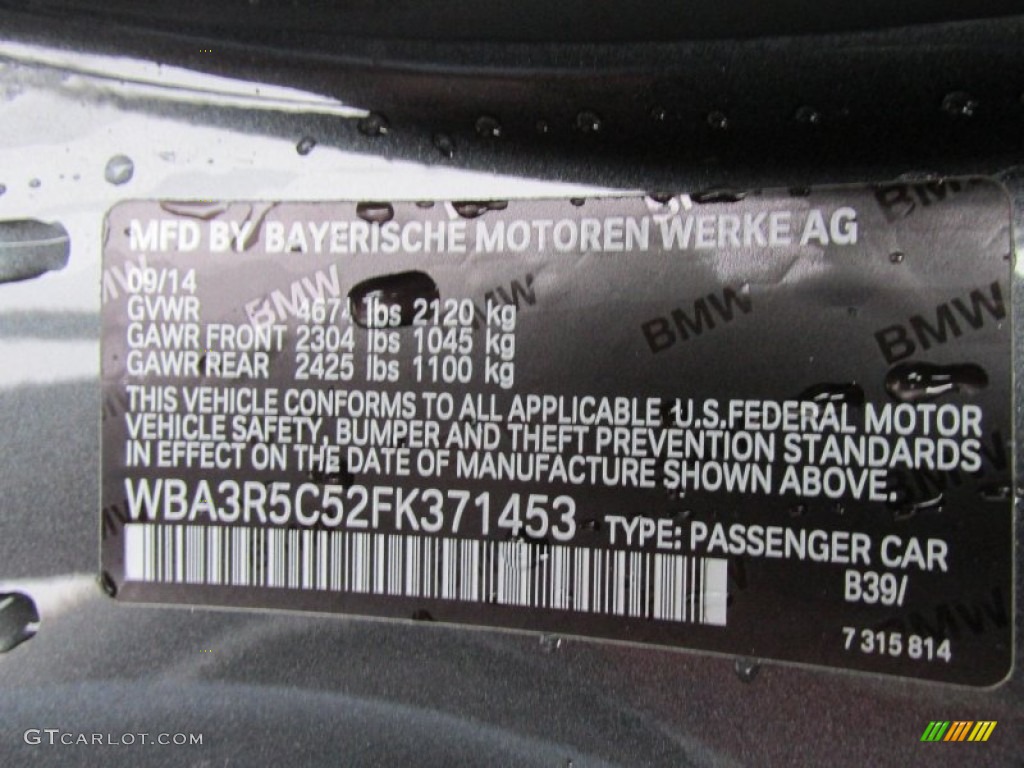 MFD BY BAYERISCHE MOTOREN WERKE AG
09/14
GVWR 4674 lbs 2120 kg
GAWR FRONT 2304 lbs 1045 kg
GAWR REAR 2425 lbs 1100 kg
THIS VEHICLE CONFORMS TO ALL APPLICABLE U.S.FEDERAL MOTOR
VEHICLE SAFETY, BUMPER AND THEFT PREVENTION STANDARDS
IN EFFECT ON THE DATE OF MANUFACTURE SHOWN ABOVE.
WBA3R5C52FK371453 TYPE: PASSENGER CAR
B39/
7 315 814
BMW
BMW
BMW
BMW
BMW
BMW
GTCARLOT.COM